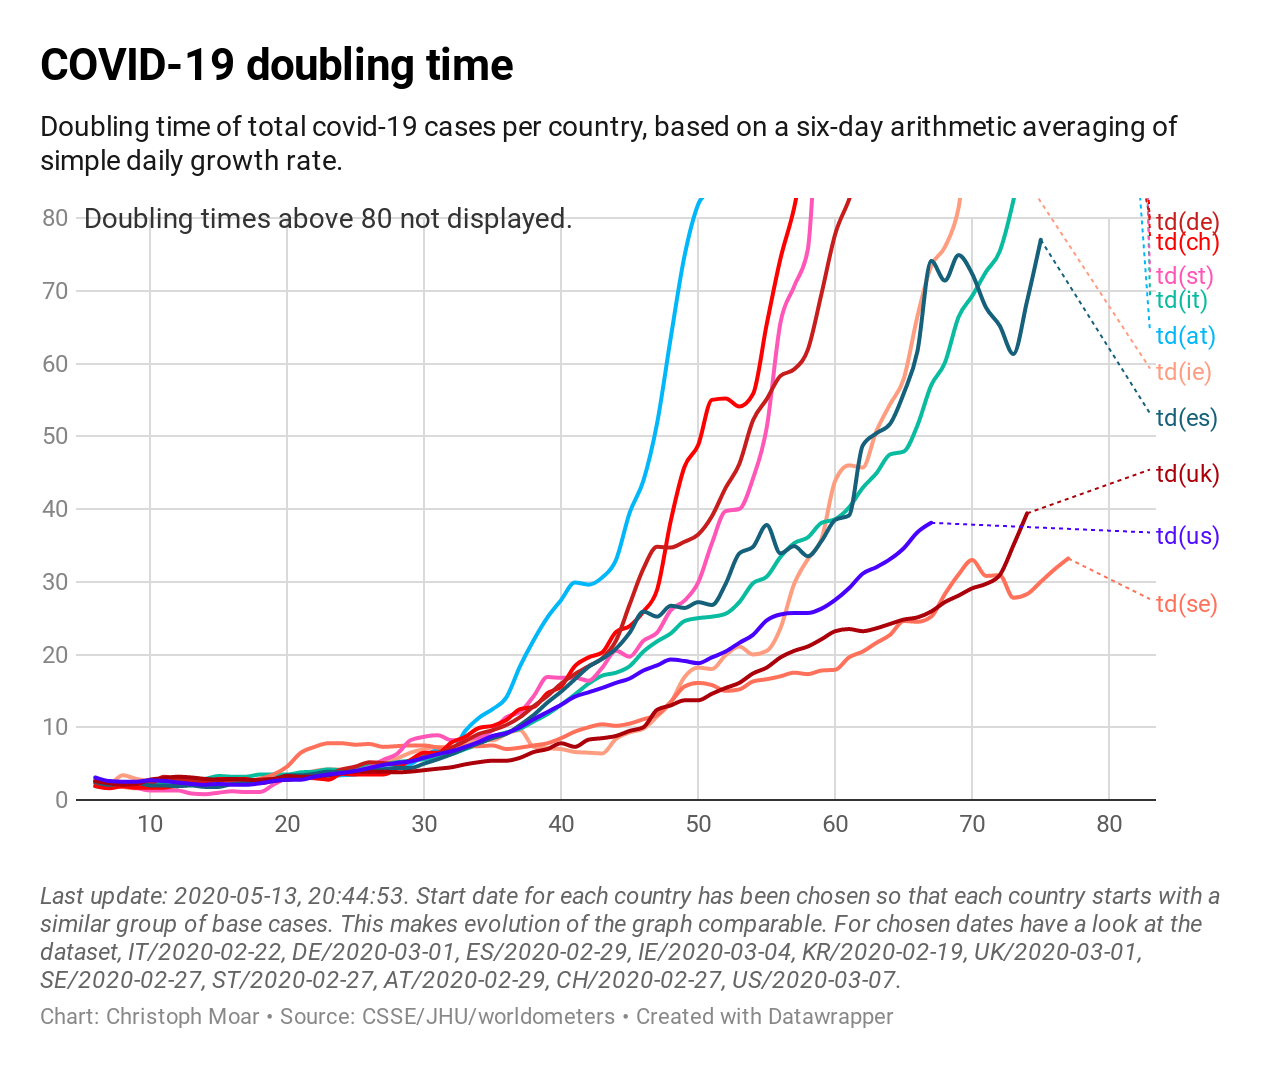 COVID-19 doubling time
Doubling time of total covid-19 cases per country, based on a six-day arithmetic averaging of
simple daily growth rate.
Doubling times above 80 not displayed.
80
70
60
50
40
30
20
10
0
td(de)
td(ch)
td(st)
td(it)
td(at)
td(ie)
td(es)
td(uk)
td(us)
td(se)
10 20 30 40 50 60 70 80
Last update: 2020-05-13, 20:44:53. Start date for each country has been chosen so that each country starts with a
similar group of base cases. This makes evolution of the graph comparable. For chosen dates have a look at the
dataset, IT/2020-02-22, DE/2020-03-01, ES/2020-02-29, IE/2020-03-04, KR/2020-02-19, UK/2020-03-01,
SE/2020-02-27, ST/2020-02-27, AT/2020-02-29, CH/2020-02-27, US/2020-03-07.
Chart: Christoph Moar • Source: CSSE/JHU/worldometers • Created with Datawrapper